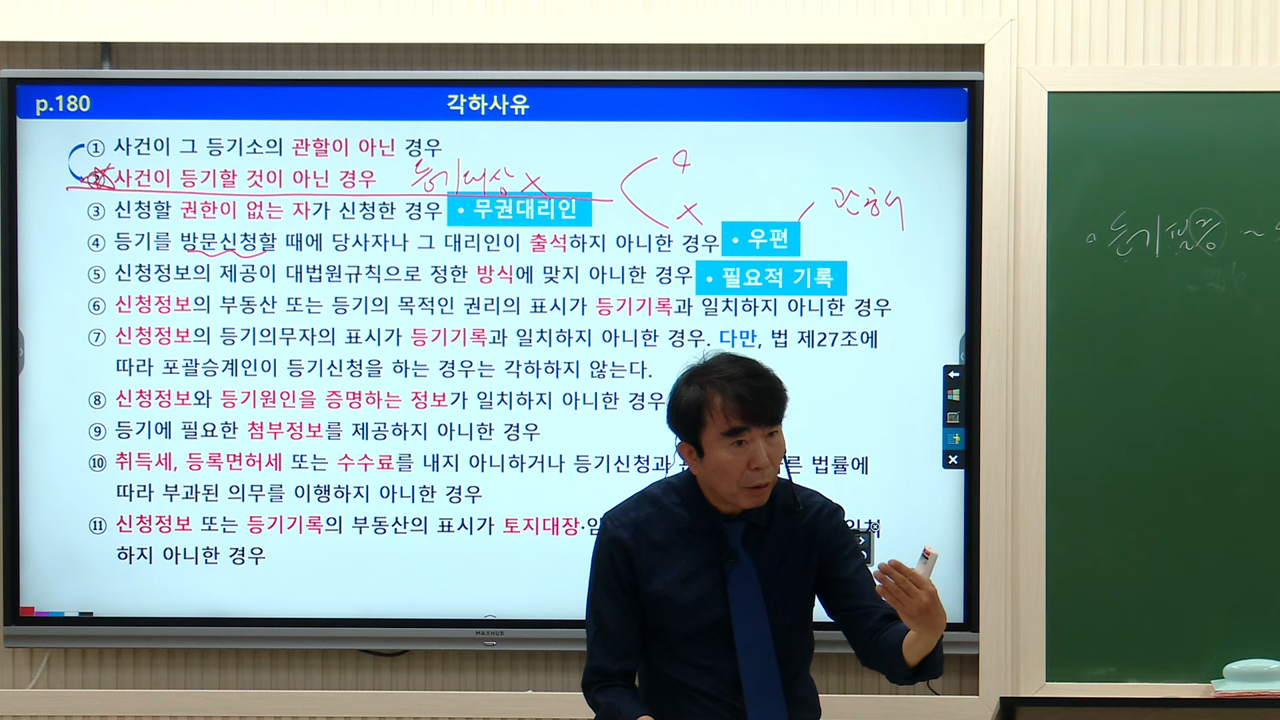 p.180
각하사유
① 사건이 그 등기소의 관할이 아닌 경우
② 사건이 등기할 것이 아닌 경우 등기대상 X
4
X
③ 신청할 권한이 없는 자가 신청한 경우 • 무권대리인
관공서
④ 등기를 방문신청할 때에 당사자나 그 대리인이 출석하지 아니한 경우 • 우편
⑤ 신청정보의 제공이 대법원규칙으로 정한 방식에 맞지 아니한 경우 • 필요적 기록
⑥ 신청정보의 부동산 또는 등기의 목적인 권리의 표시가 등기기록과 일치하지 아니한 경우
⑦ 신청정보의 등기의무자의 표시가 등기기록과 일치하지 아니한 경우. 다만, 법 제27조에
따라 포괄승계인이 등기신청을 하는 경우는 각하하지 않는다.
⑧ 신청정보와 등기원인을 증명하는 정보가 일치하지 아니한 경우
⑨ 등기에 필요한 첨부정보를 제공하지 아니한 경우
⑩ 취득세, 등록면허세 또는 수수료를 내지 아니하거나 등기신청과 른 법률에
따라 부과된 의무를 이행하지 아니한 경우
⑪ 신청정보 또는 등기기록의 부동산의 표시가 토지대장·임
하지 아니한 경우
MAXHUB
등기필증 ~